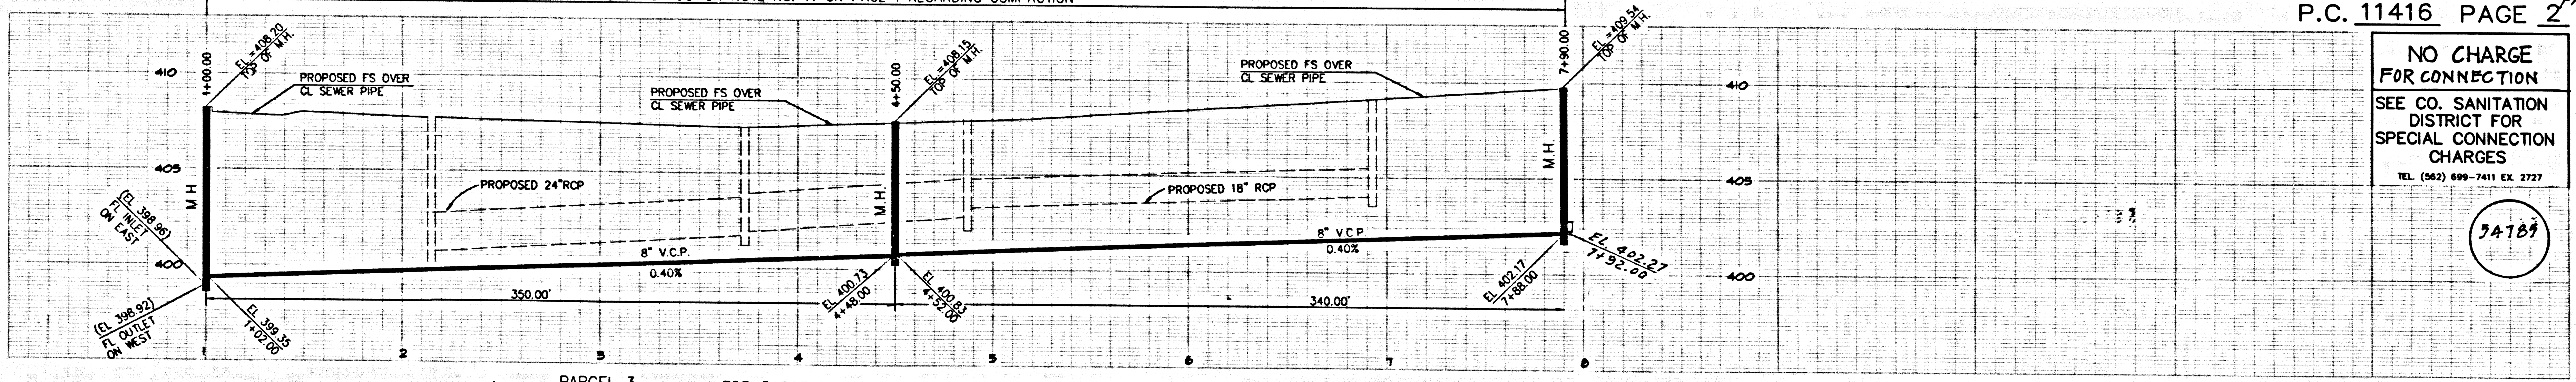 P.C. 11416 PAGE 2
NO CHARGE
FOR CONNECTION
SEE CO. SANITATION
DISTRICT FOR
SPECIAL CONNECTION
CHARGES
TEL. (562) 699-7411 EX. 2727
1+00.00
EL =408.20
TOP OF M.H.
PROPOSED FS OVER
CL SEWER PIPE
PROPOSED FS OVER
CL SEWER PIPE
4+50.00
EL =408.15
TOP OF M.H.
PROPOSED FS OVER
CL SEWER PIPE
7+90.00
EL =409.54
TOP OF M.H.
410
405
400
410
405
400
M.H
M.H.
M.H.
PROPOSED 24"RCP
PROPOSED 18" RCP
8" V.C.P.
0.40%
8" V.C.P
0.40%
(EL 398.96)
FL INLET
ON EAST
(EL 398.92)
FL OUTLET
ON WEST
EL 399.35
1+02.00
350.00'
EL 400.73
4+48.00
EL 400.83
4+52.00
340.00'
EL 402.17
7+88.00
EL 402.27
7+92.00
1
2
3
4
5
6
7
8
PARCEL 3